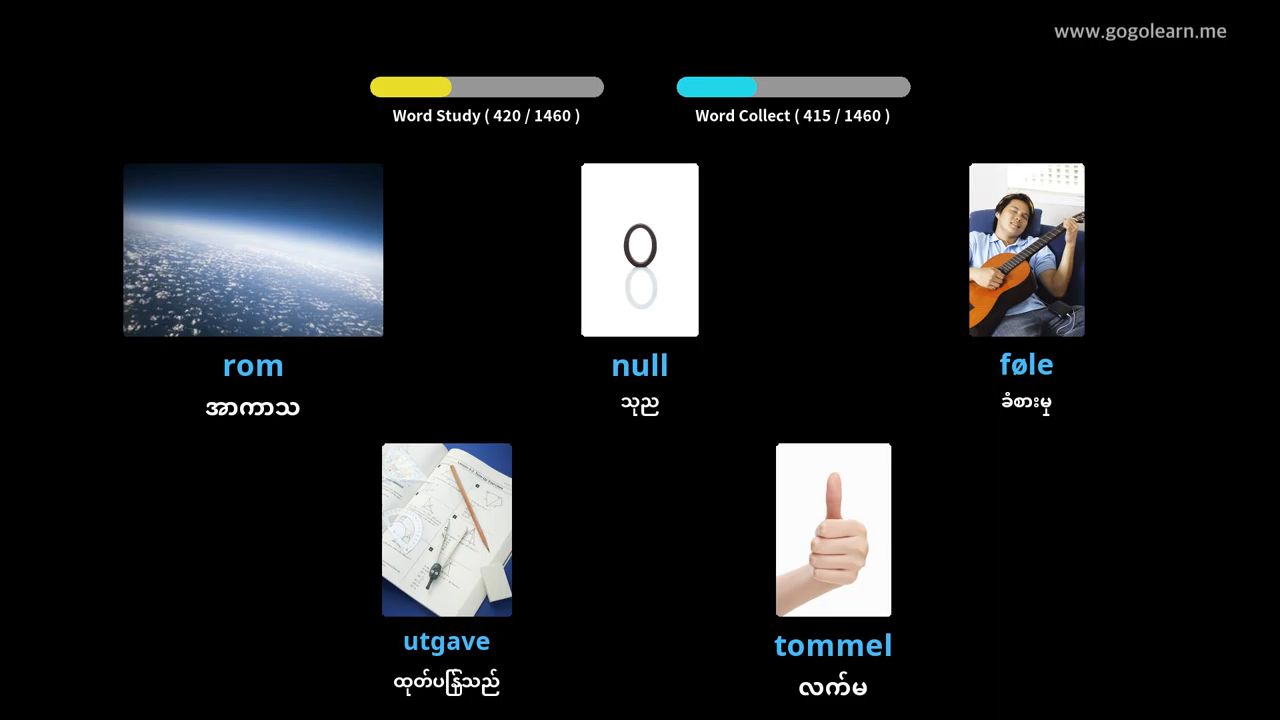 www.gogolearn.me
Word Study ( 420 / 1460 )
Word Collect ( 415 / 1460 )
rom
အာကာသ
null
သုည
føle
ခံစားမှု
utgave
ထုတ်ပြန်သည်
tommel
လက်မ